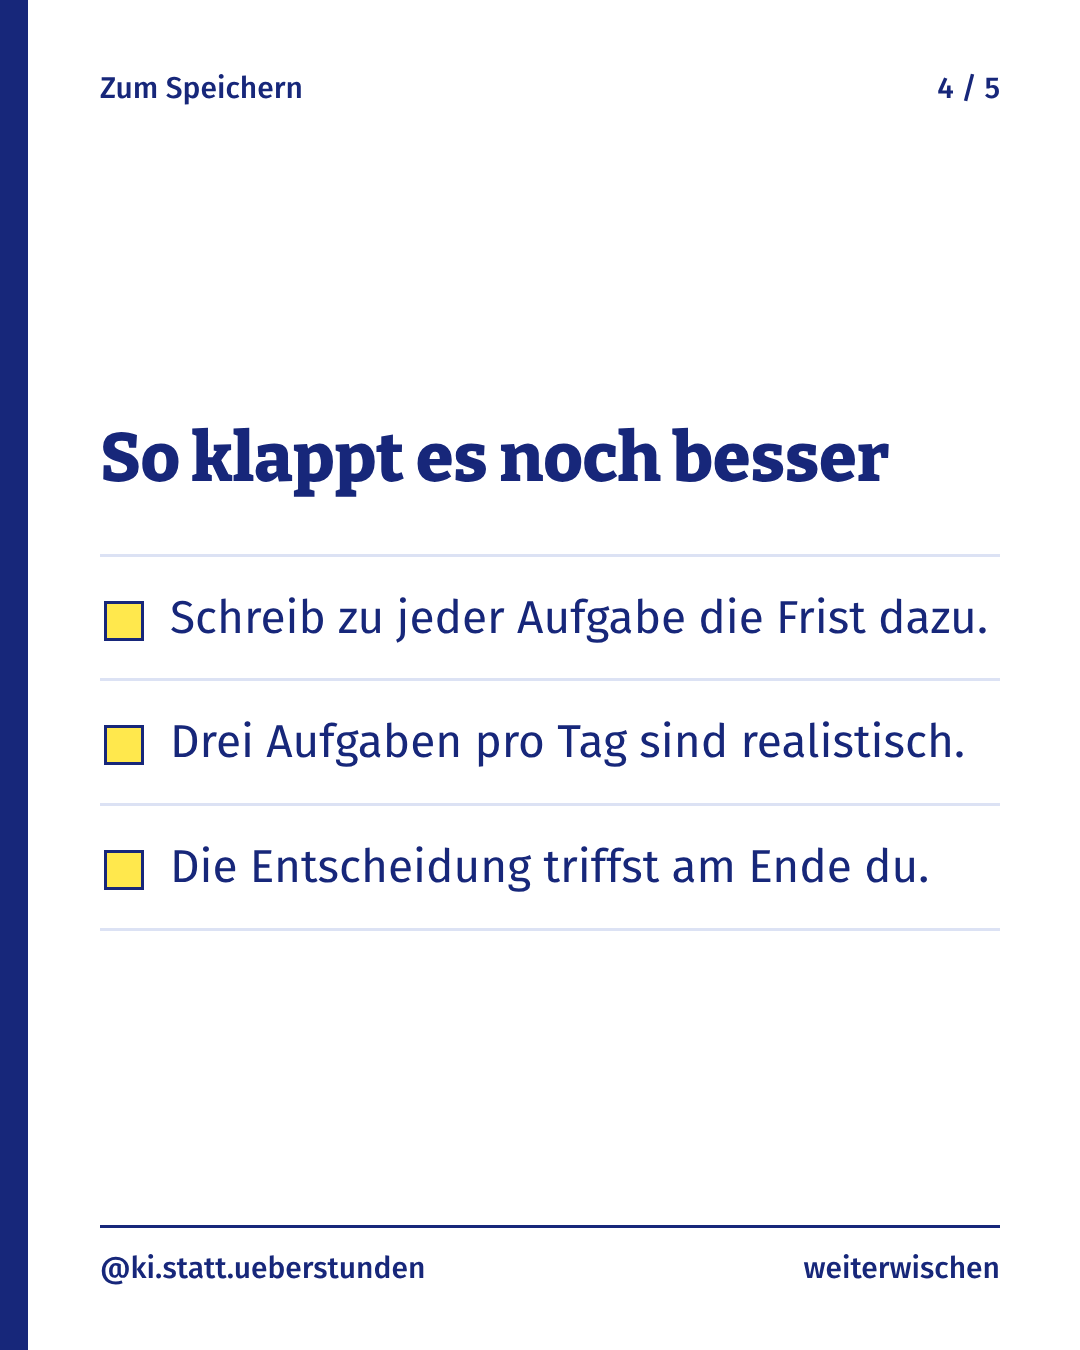 Zum Speichern
4 / 5
So klappt es noch besser
Schreib zu jeder Aufgabe die Frist dazu.
Drei Aufgaben pro Tag sind realistisch.
Die Entscheidung triffst am Ende du.
@ki.statt.ueberstunden
weiterwischen